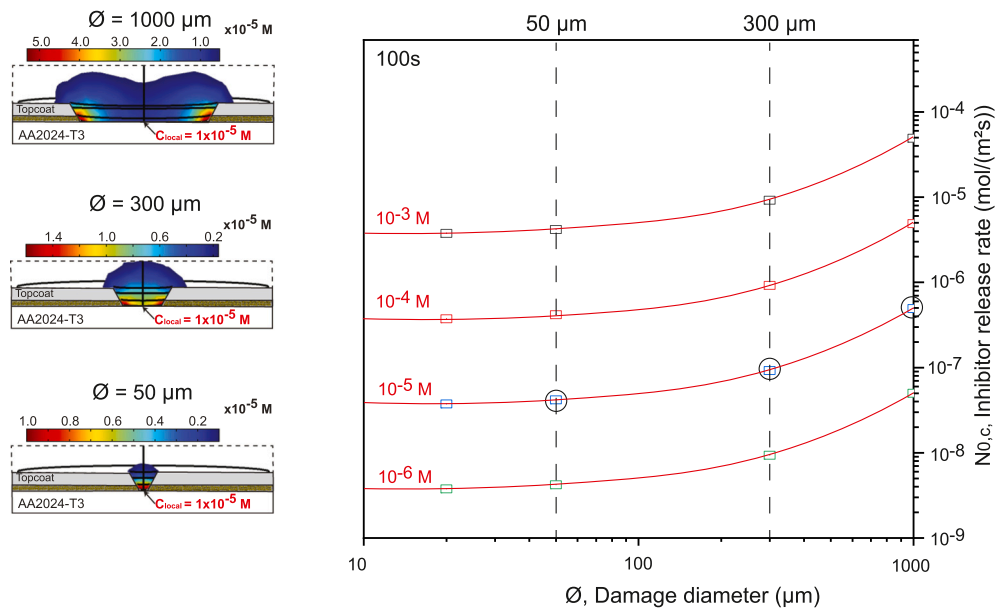 Ø = 1000 µm
x10⁻⁵ M
5.0 4.0 3.0 2.0 1.0
Topcoat
AA2024-T3
Clocal = 1x10⁻⁵ M
Ø = 300 µm
x10⁻⁵ M
1.4 1.0 0.6 0.2
Topcoat
AA2024-T3
Clocal = 1x10⁻⁵ M
Ø = 50 µm
x10⁻⁵ M
1.0 0.8 0.6 0.4 0.2
Topcoat
AA2024-T3
Clocal = 1x10⁻⁵ M
50 µm 300 µm
100s
10⁻³ M
10⁻⁴ M
10⁻⁵ M
10⁻⁶ M
10⁻⁴
10⁻⁵
10⁻⁶
10⁻⁷
10⁻⁸
10⁻⁹
N0,c, Inhibitor release rate (mol/(m²s)
10 100 1000
Ø, Damage diameter (µm)